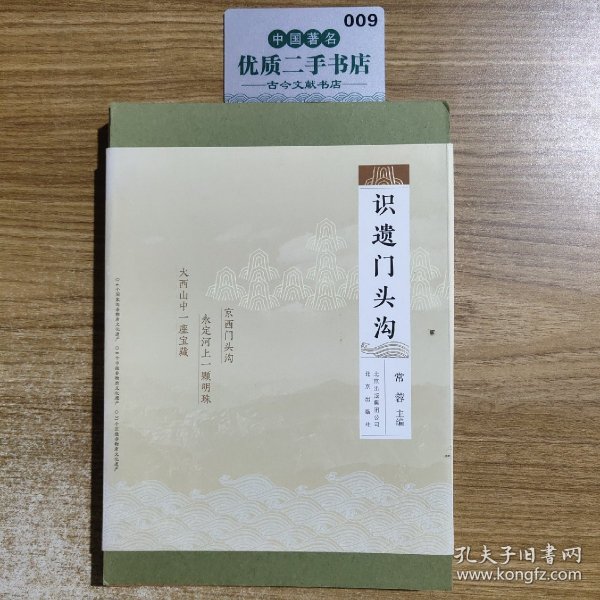 009
中国著名
优质二手书店
古今文献书店
识遗门头沟
常蓉 主编
北京出版集团公司
北京出版社
京西门头沟
永定河上一颗明珠
大西山中一座宝藏
孔夫子旧书网
www.kongfz.com